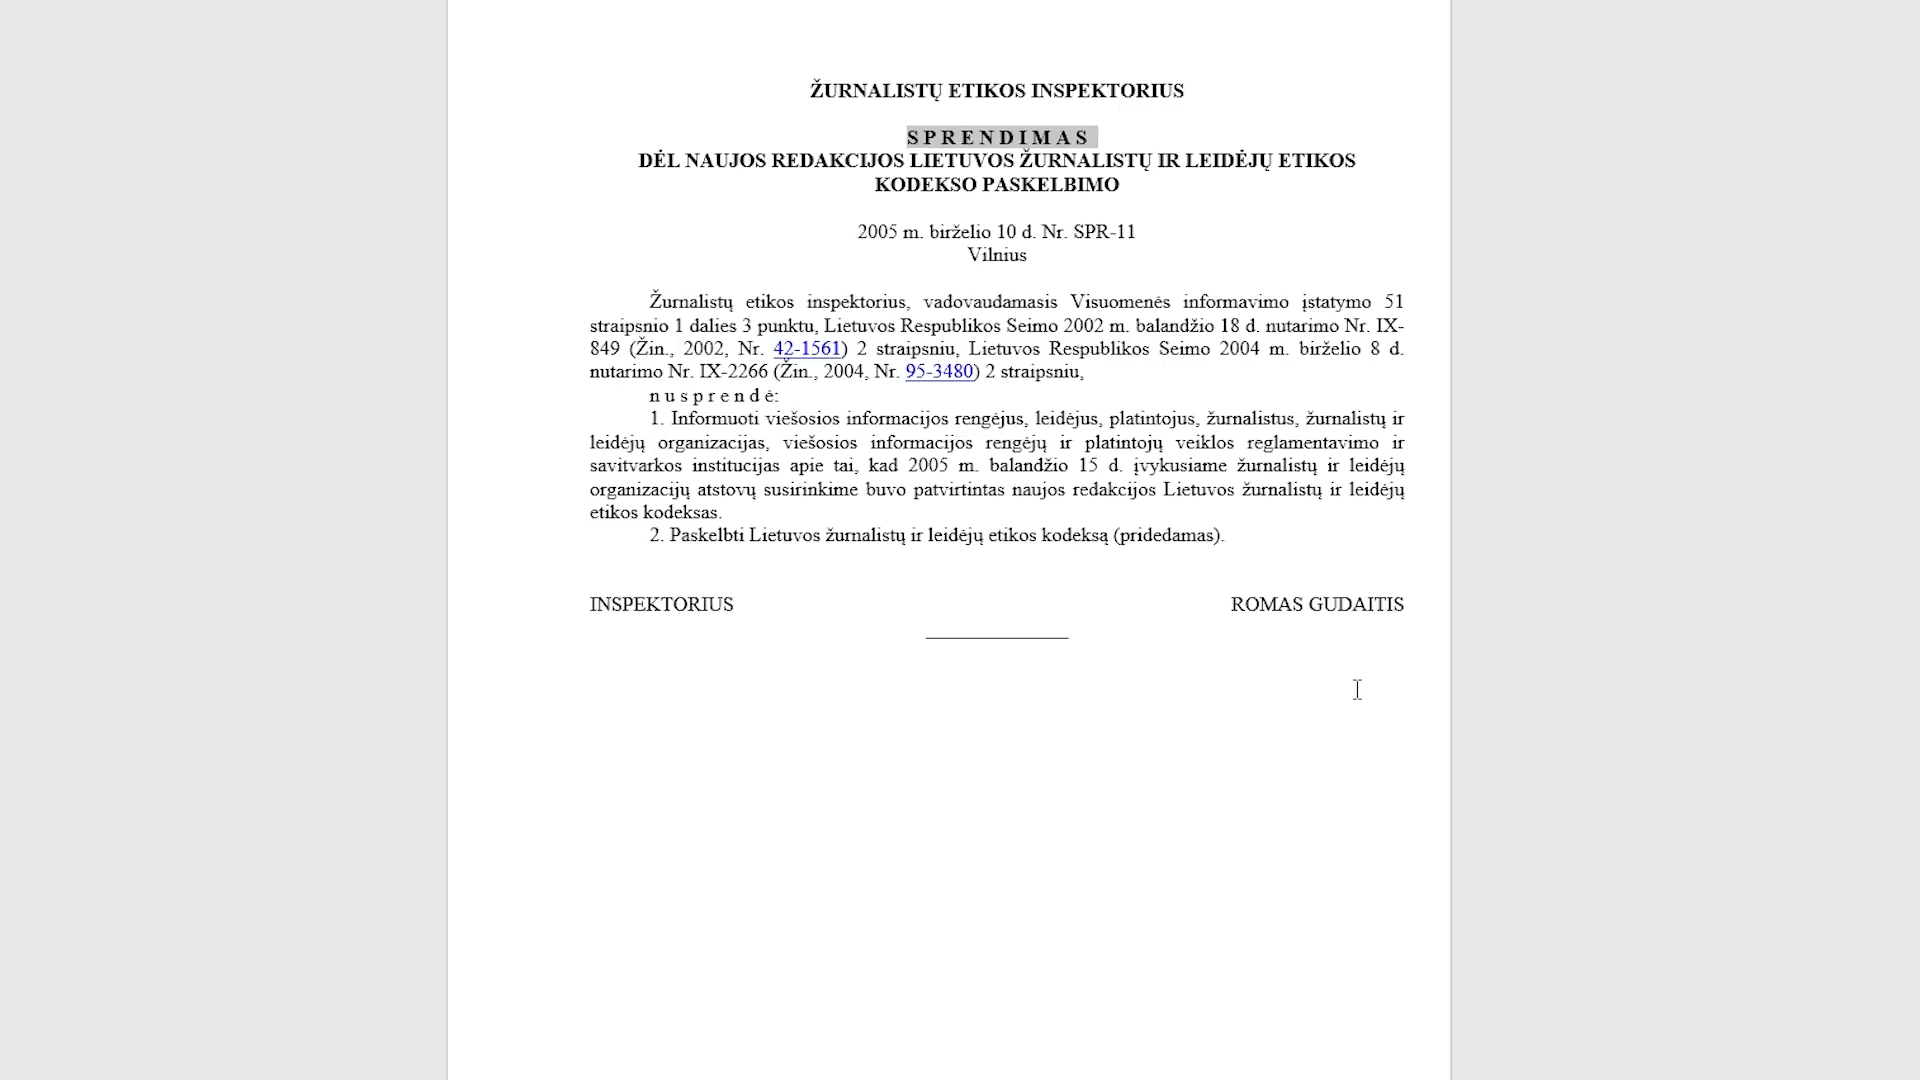 ŽURNALISTŲ ETIKOS INSPEKTORIUS
S P R E N D I M A S
DĖL NAUJOS REDAKCIJOS LIETUVOS ŽURNALISTŲ IR LEIDĖJŲ ETIKOS
KODEKSO PASKELBIMO
2005 m. birželio 10 d. Nr. SPR-11
Vilnius
Žurnalistų etikos inspektorius, vadovaudamasis Visuomenės informavimo įstatymo 51
straipsnio 1 dalies 3 punktu, Lietuvos Respublikos Seimo 2002 m. balandžio 18 d. nutarimo Nr. IX-
849 (Žin., 2002, Nr. 42-1561) 2 straipsniu, Lietuvos Respublikos Seimo 2004 m. birželio 8 d.
nutarimo Nr. IX-2266 (Žin., 2004, Nr. 95-3480) 2 straipsniu,
n u s p r e n d ė:
1. Informuoti viešosios informacijos rengėjus, leidėjus, platintojus, žurnalistus, žurnalistų ir
leidėjų organizacijas, viešosios informacijos rengėjų ir platintojų veiklos reglamentavimo ir
savitvarkos institucijas apie tai, kad 2005 m. balandžio 15 d. įvykusiame žurnalistų ir leidėjų
organizacijų atstovų susirinkime buvo patvirtintas naujos redakcijos Lietuvos žurnalistų ir leidėjų
etikos kodeksas.
2. Paskelbti Lietuvos žurnalistų ir leidėjų etikos kodeksą (pridedamas).
INSPEKTORIUS ROMAS GUDAITIS